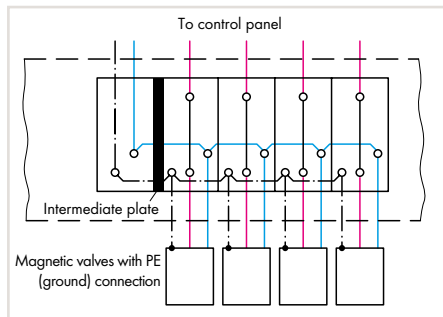 To control panel
Intermediate plate
Magnetic valves with PE
(ground) connection